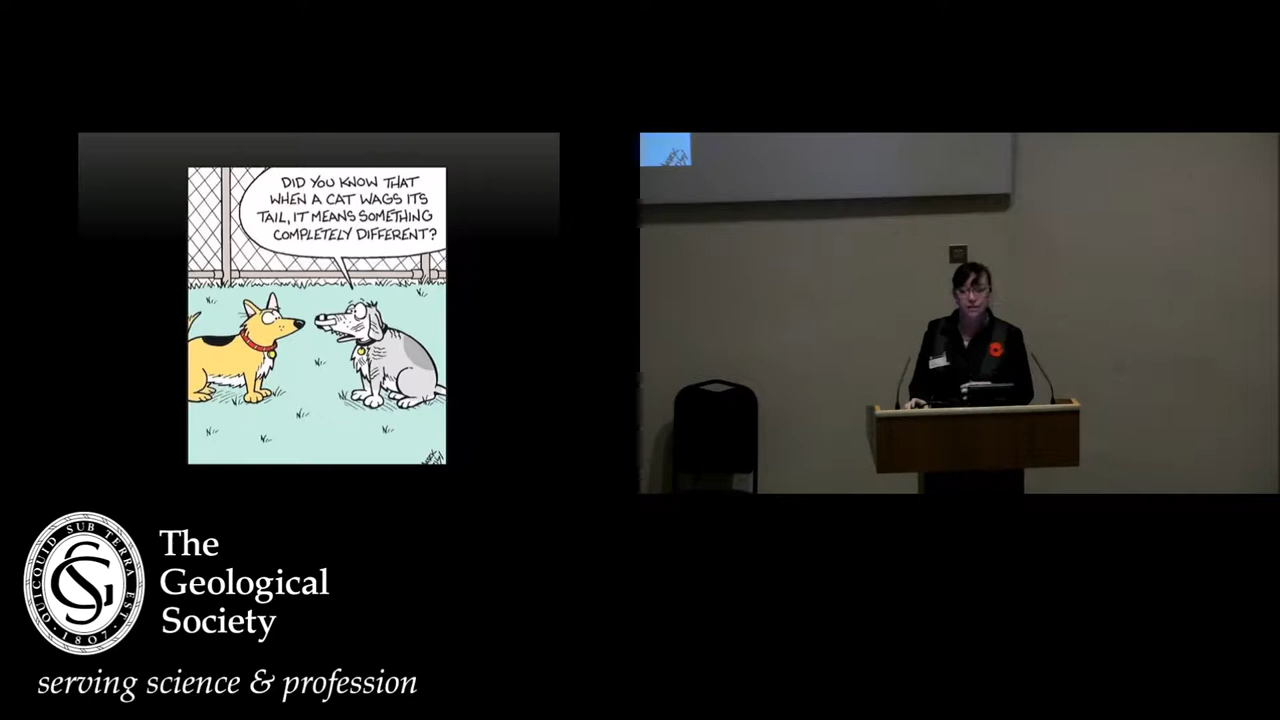 DID YOU KNOW THAT
WHEN A CAT WAGS ITS
TAIL, IT MEANS SOMETHING
COMPLETELY DIFFERENT?
QUICQUID SUB TERRA EST
· 1807 ·
The
Geological
Society
serving science & profession